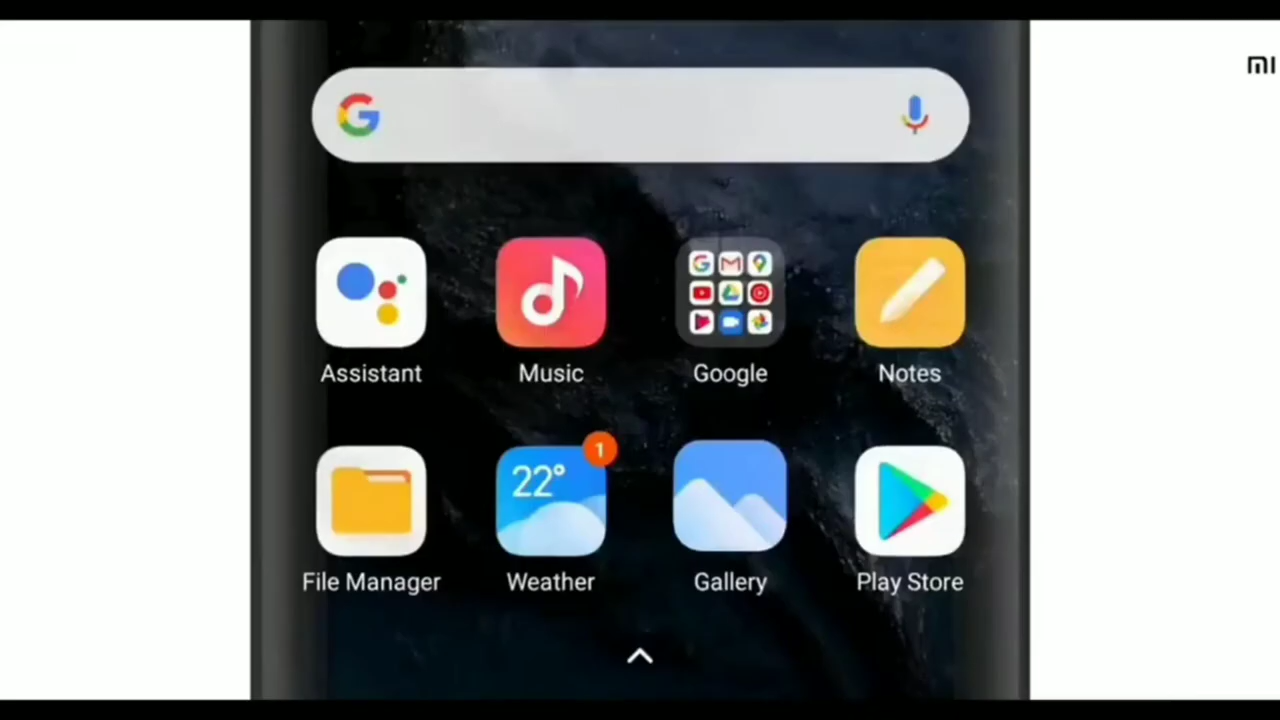 MI
Assistant
Music
Google
Notes
1
22°
File Manager
Weather
Gallery
Play Store